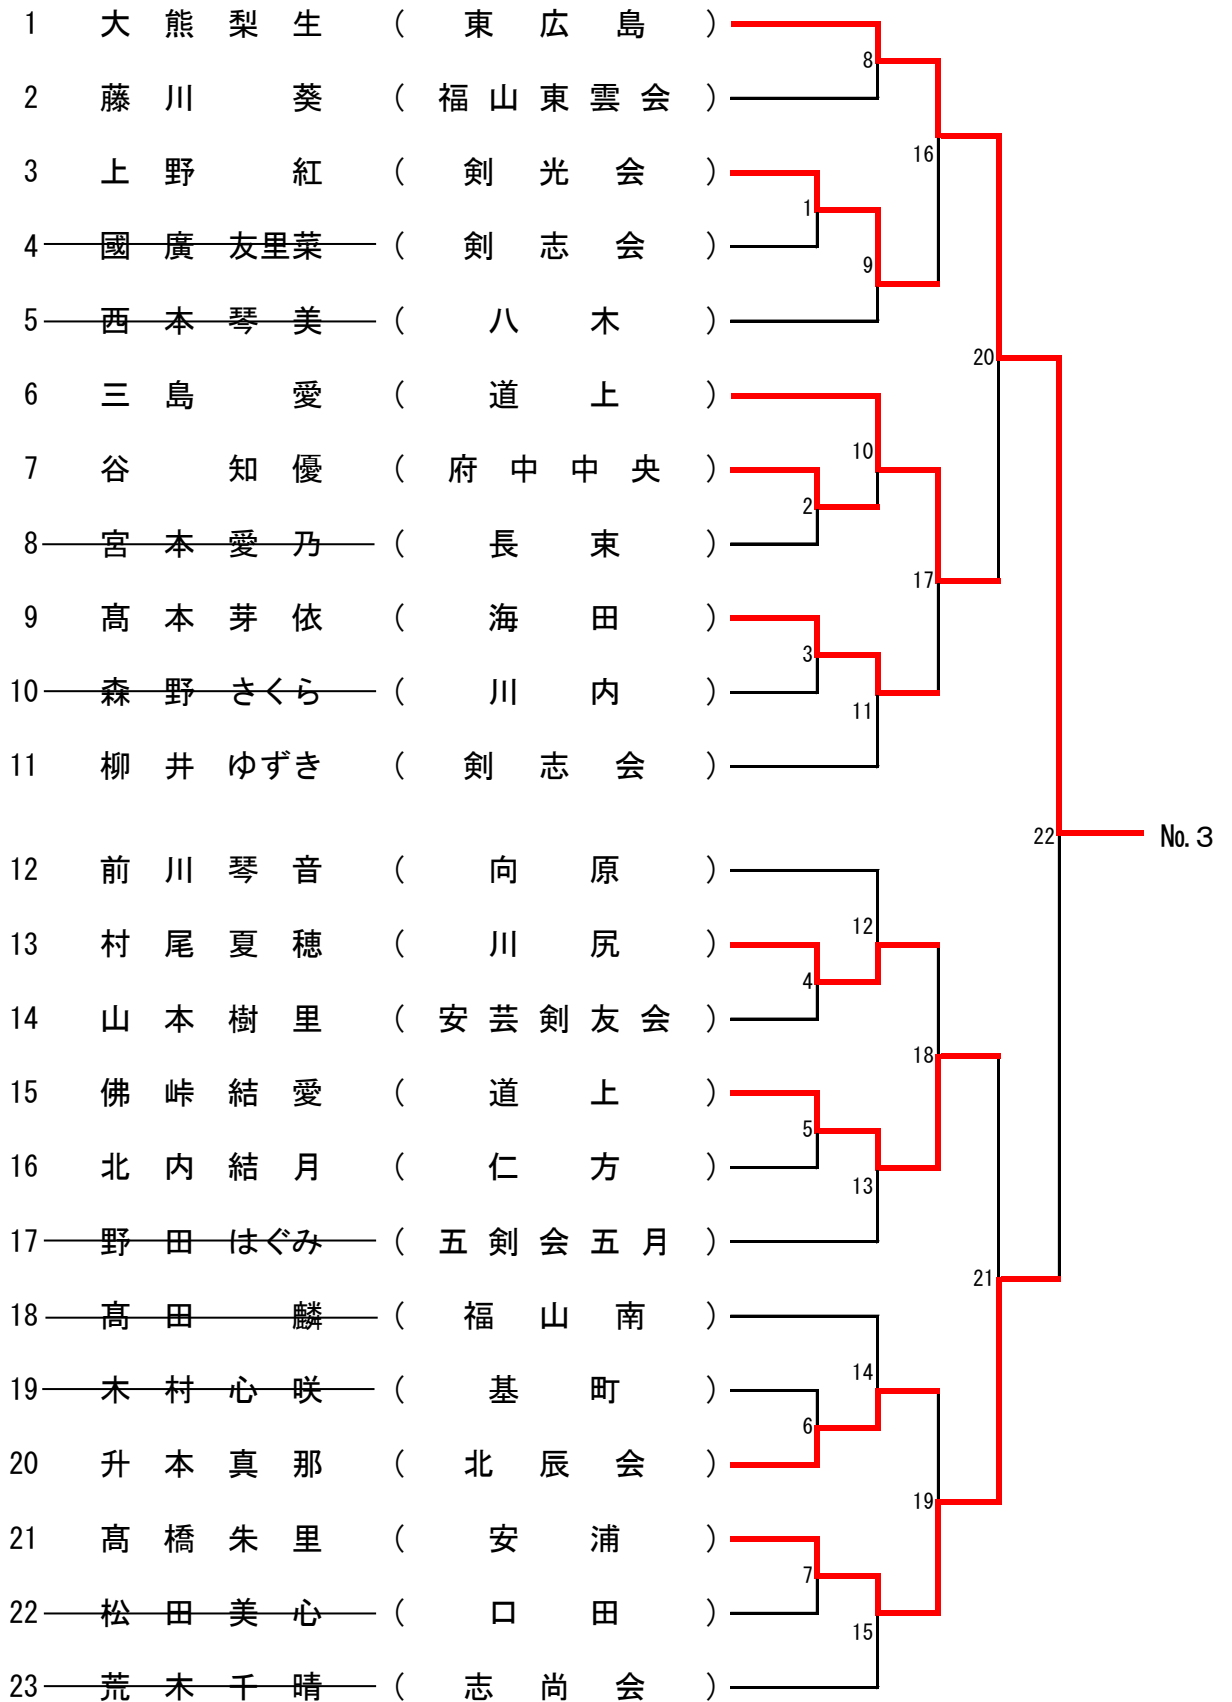 1 大熊梨生 (東広島)
8
2 藤川葵 (福山東雲会)
16
3 上野紅 (剣光会)
1
4 國廣友里菜 (剣志会)
9
5 西本琴美 (八木)
20
6 三島愛 (道上)
10
7 谷知優 (府中中央)
2
8 宮本愛乃 (長束)
17
9 髙本芽依 (海田)
3
10 森野さくら (川内)
11
11 柳井ゆずき (剣志会)
22 №3
12 前川琴音 (向原)
12
13 村尾夏穂 (川尻)
4
14 山本樹里 (安芸剣友会)
18
15 佛峠結愛 (道上)
5
16 北内結月 (仁方)
13
17 野田はぐみ (五剣会五月)
21
18 髙田麟 (福山南)
14
19 木村心咲 (基町)
6
20 升本真那 (北辰会)
19
21 髙橋朱里 (安浦)
7
22 松田美心 (口田)
15
23 荒木千晴 (志尚会)